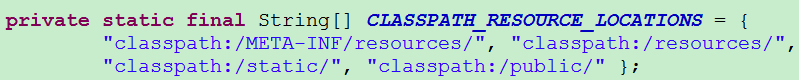 private static final String[] CLASSPATH_RESOURCE_LOCATIONS = {
"classpath:/META-INF/resources/", "classpath:/resources/",
"classpath:/static/", "classpath:/public/" };